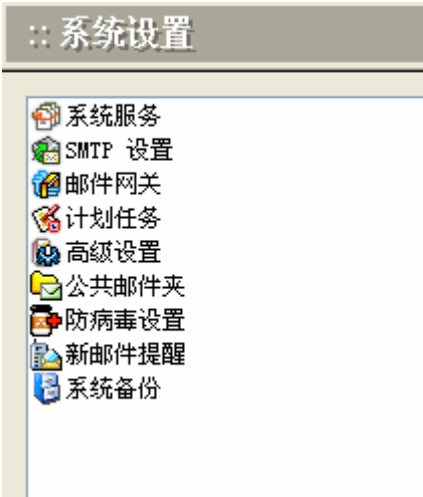 :: 系统设置
系统服务
SMTP 设置
邮件网关
计划任务
高级设置
公共邮件夹
防病毒设置
新邮件提醒
系统备份